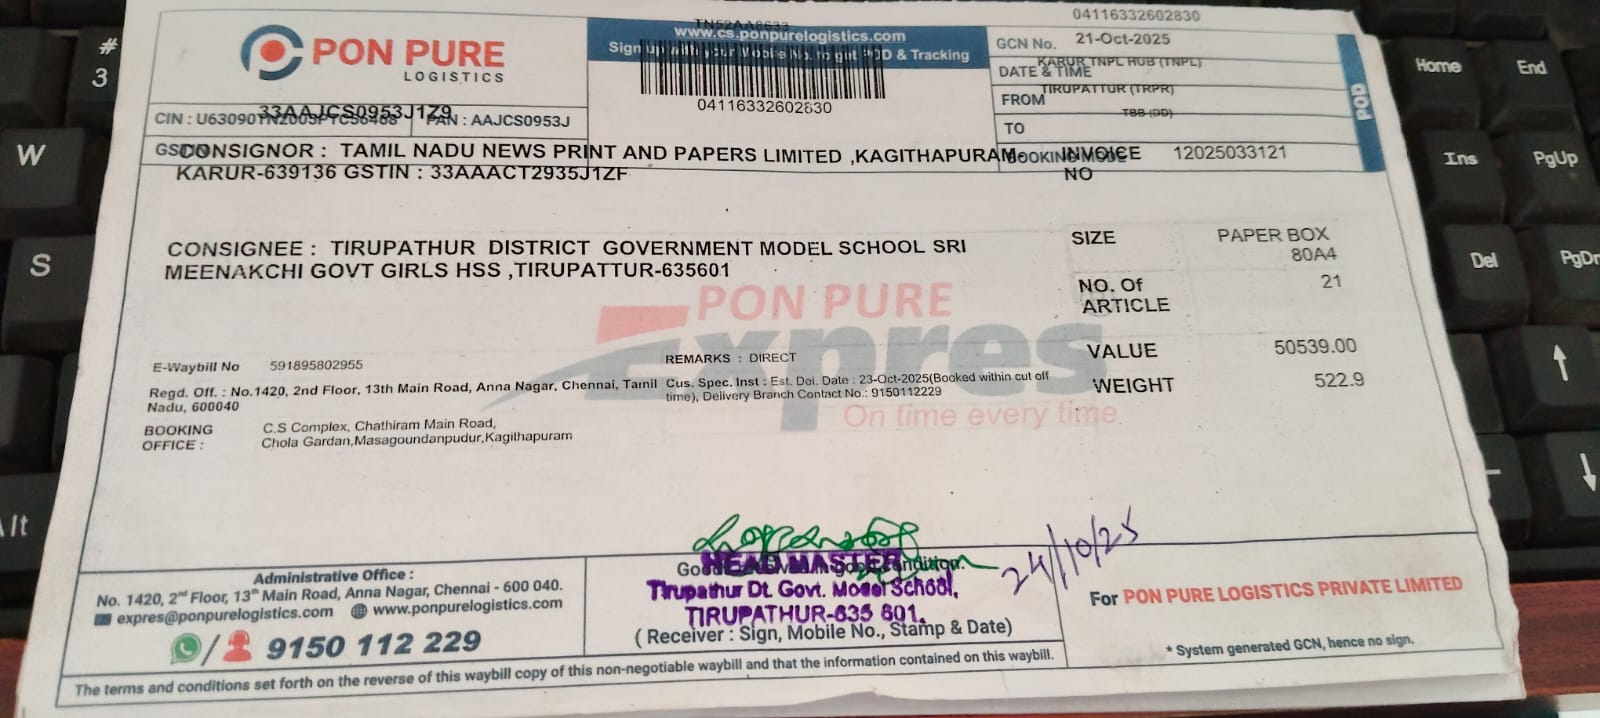 TN52AA8633
04116332602830
PON PURE
LOGISTICS
www.cs.ponpurelogistics.com
Sign up with your Mobile No. to get POD & Tracking
04116332602830
GCN No.
21-Oct-2025
DATE & TIME
KARUR TNPL HUB (TNPL)
FROM
TIRUPATTUR (TRPR)
TO
TBB (DD)
BOOKING MODE
POD
33AAJCS0953J1Z9
CIN : U63090TN2005PTC56468
PAN : AAJCS0953J
GSTIN
CONSIGNOR : TAMIL NADU NEWS PRINT AND PAPERS LIMITED ,KAGITHAPURAM-
KARUR-639136 GSTIN : 33AAACT2935J1ZF
INVOICE
NO
12025033121
CONSIGNEE : TIRUPATHUR DISTRICT GOVERNMENT MODEL SCHOOL SRI
MEENAKCHI GOVT GIRLS HSS ,TIRUPATTUR-635601
SIZE
PAPER BOX
80A4
NO. Of
ARTICLE
21
PON PURE
Expres
On time every time
VALUE
50539.00
WEIGHT
522.9
E-Waybill No
591895802955
REMARKS : DIRECT
Regd. Off. : No.1420, 2nd Floor, 13th Main Road, Anna Nagar, Chennai, Tamil
Nadu, 600040
Cus. Spec. Inst : Est. Del. Date : 23-Oct-2025(Booked within cut off
time), Delivery Branch Contact No.: 9150112229
BOOKING
OFFICE :
C.S Complex, Chathiram Main Road,
Chola Gardan,Masagoundanpudur,Kagithapuram
24/10/25
HEADMASTER
Tirupathur Dt. Govt. Model School,
TIRUPATHUR-635 601.
(Receiver : Sign, Mobile No., Stamp & Date)
Administrative Office :
No. 1420, 2nd Floor, 13th Main Road, Anna Nagar, Chennai - 600 040.
expres@ponpurelogistics.com www.ponpurelogistics.com
9150 112 229
For PON PURE LOGISTICS PRIVATE LIMITED
* System generated GCN, hence no sign.
The terms and conditions set forth on the reverse of this waybill copy of this non-negotiable waybill and that the information contained on this waybill.
#
3
W
S
Alt
Home
End
Ins
PgUp
Del
PgDn